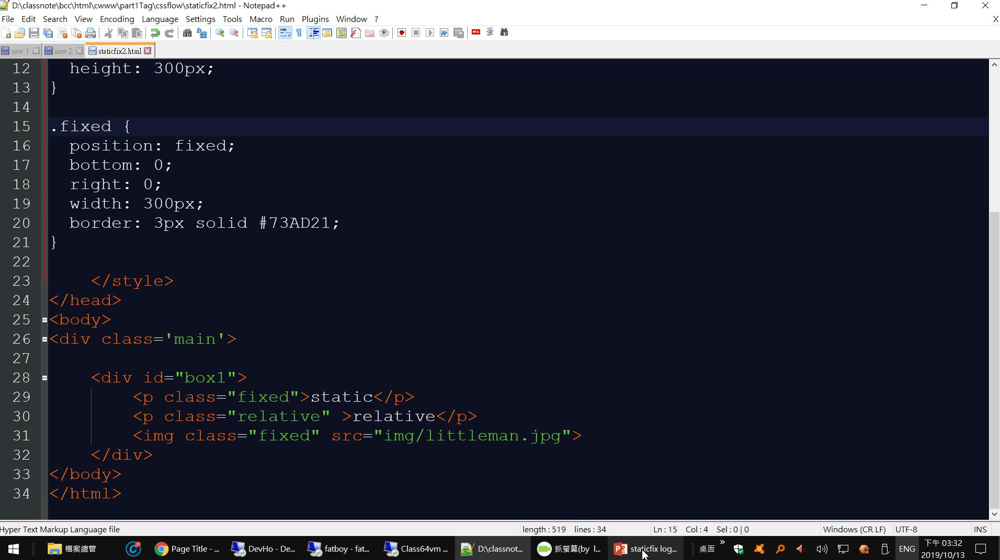 D:\classnote\bcc\html\cwww\part1Tag\cssflow\staticfix2.html - Notepad++
File Edit Search View Encoding Language Settings Tools Macro Run Plugins Window ? X
new 1 new 2 staticfix2.html
12 height: 300px;
13 }
14
15 .fixed {
16 position: fixed;
17 bottom: 0;
18 right: 0;
19 width: 300px;
20 border: 3px solid #73AD21;
21 }
22
23 </style>
24 </head>
25 <body>
26 <div class='main'>
27
28 <div id="box1">
29 <p class="fixed">static</p>
30 <p class="relative" >relative</p>
31 <img class="fixed" src="img/littleman.jpg">
32 </div>
33 </body>
34 </html>
Hyper Text Markup Language file length : 519 lines : 34 Ln : 15 Col : 4 Sel : 0 | 0 Windows (CR LF) UTF-8 INS
檔案總管 Page Title - ... DevHo - De... fatboy - fat... Class64vm ... D:\classnot... 抓螢幕(by l... staticfix log... 桌面 » ENG 下午 03:32
2019/10/13